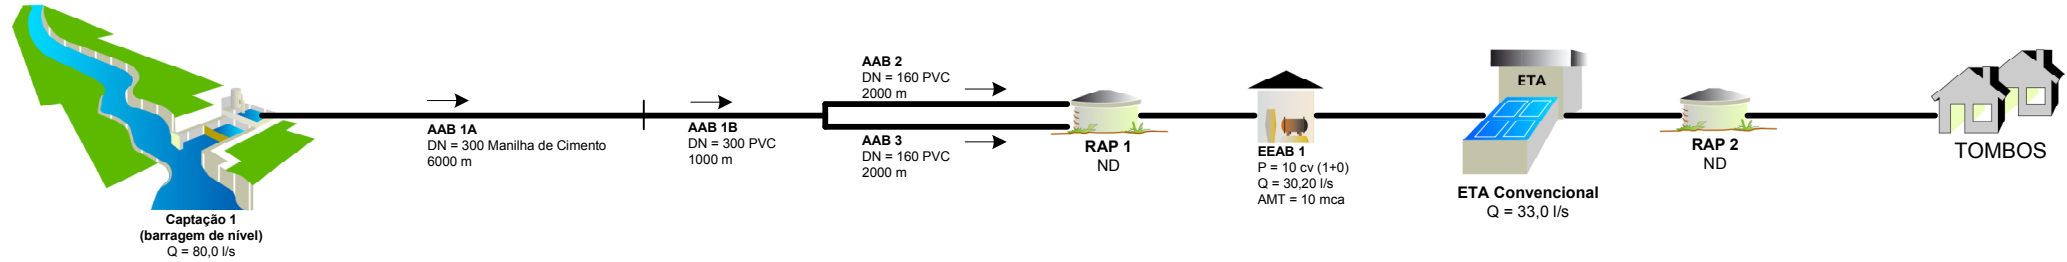 Captação 1
(barragem de nível)
Q = 80,0 l/s
AAB 1A
DN = 300 Manilha de Cimento
6000 m
AAB 1B
DN = 300 PVC
1000 m
AAB 2
DN = 160 PVC
2000 m
AAB 3
DN = 160 PVC
2000 m
RAP 1
ND
EEAB 1
P = 10 cv (1+0)
Q = 30,20 l/s
AMT = 10 mca
ETA
ETA Convencional
Q = 33,0 l/s
RAP 2
ND
TOMBOS